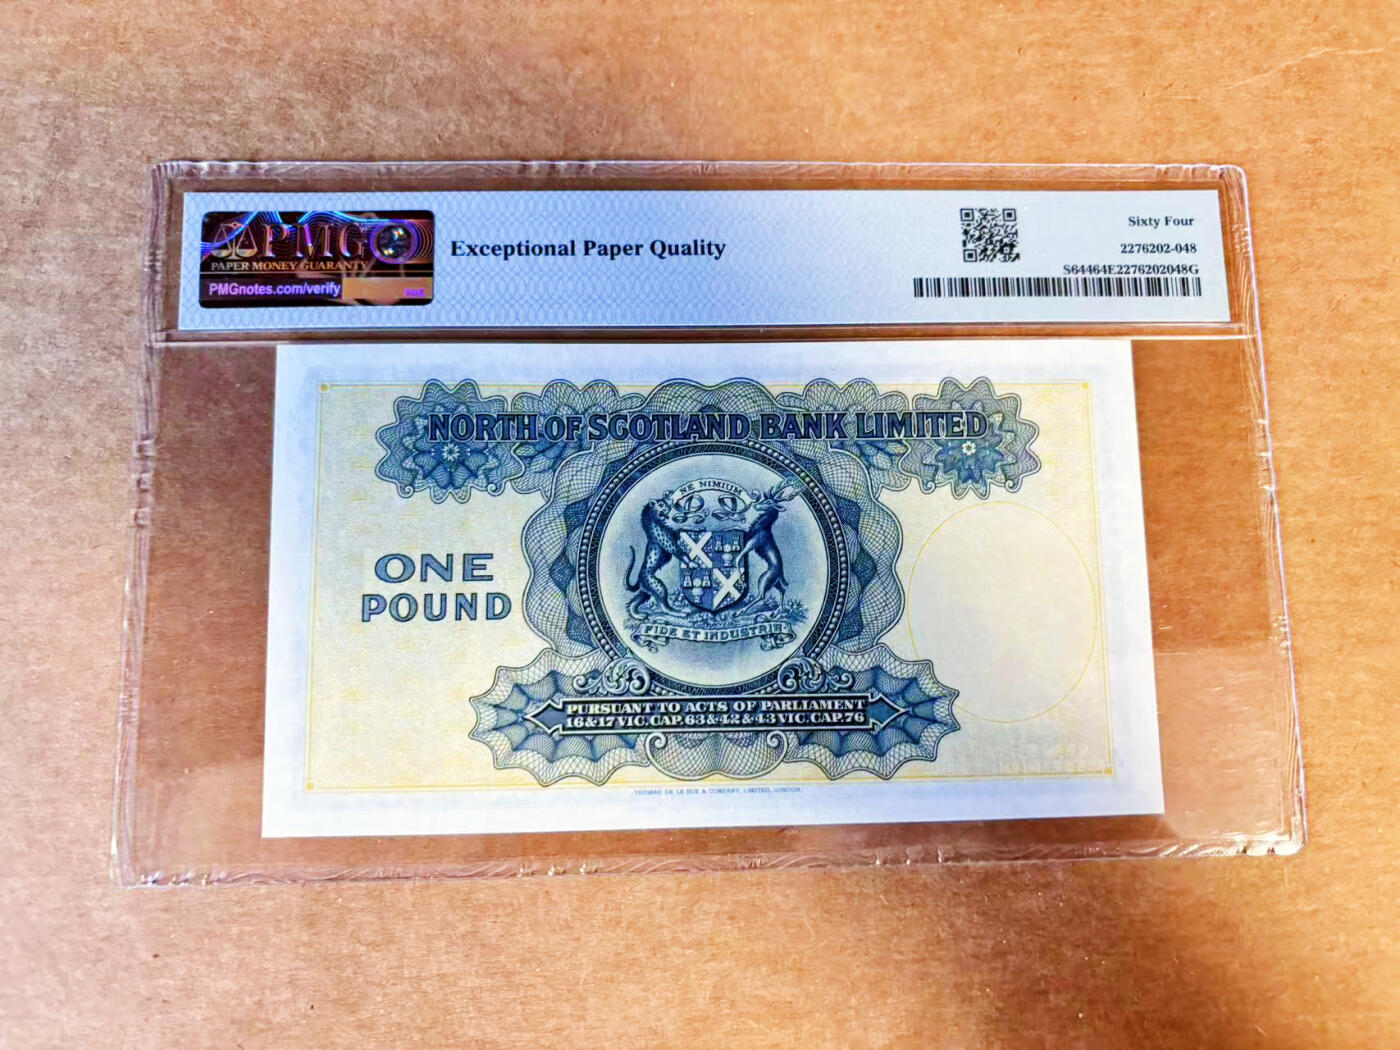 PMG
PAPER MONEY GUARANTY
PMGnotes.com/verify
Exceptional Paper Quality
Sixty Four
2276202-048
S64464E2276202048G
NORTH OF SCOTLAND BANK LIMITED
NE NIMIUM
ONE
POUND
FIDE ET INDUSTRIA
PURSUANT TO ACTS OF PARLIAMENT
16&17 VIC. CAP. 63 & 42 & 43 VIC. CAP. 76
THOMAS DE LA RUE & COMPANY, LIMITED, LONDON.